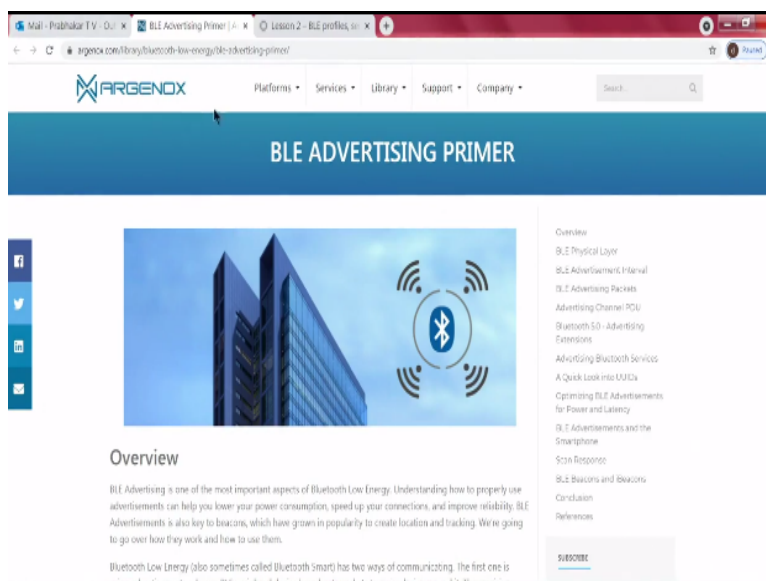 Mail - Prabhakar T V - Ou
BLE Advertising Primer | A
Lesson 2 – BLE profiles, se
argenox.com/library/bluetooth-low-energy/ble-advertising-primer/
Paused
ARGENOX
Platforms
Services
Library
Support
Company
Search
BLE ADVERTISING PRIMER
Overview
BLE Physical Layer
BLE Advertisement Interval
BLE Advertising Packets
Advertising Channel PDU
Bluetooth 5.0 - Advertising
Extensions
Advertising Bluetooth Services
A Quick Look into UUIDs
Optimizing BLE Advertisements
for Power and Latency
BLE Advertisements and the
Smartphone
Scan Response
BLE Beacons and iBeacons
Conclusion
References
SUBSCRIBE
Overview
BLE Advertising is one of the most important aspects of Bluetooth Low Energy. Understanding how to properly use
advertisements can help you lower your power consumption, speed up your connections, and improve reliability. BLE
Advertisements is also key to beacons, which have grown in popularity to create location and tracking. We're going
to go over how they work and how to use them.
Bluetooth Low Energy (also sometimes called Bluetooth Smart) has two ways of communicating. The first one is